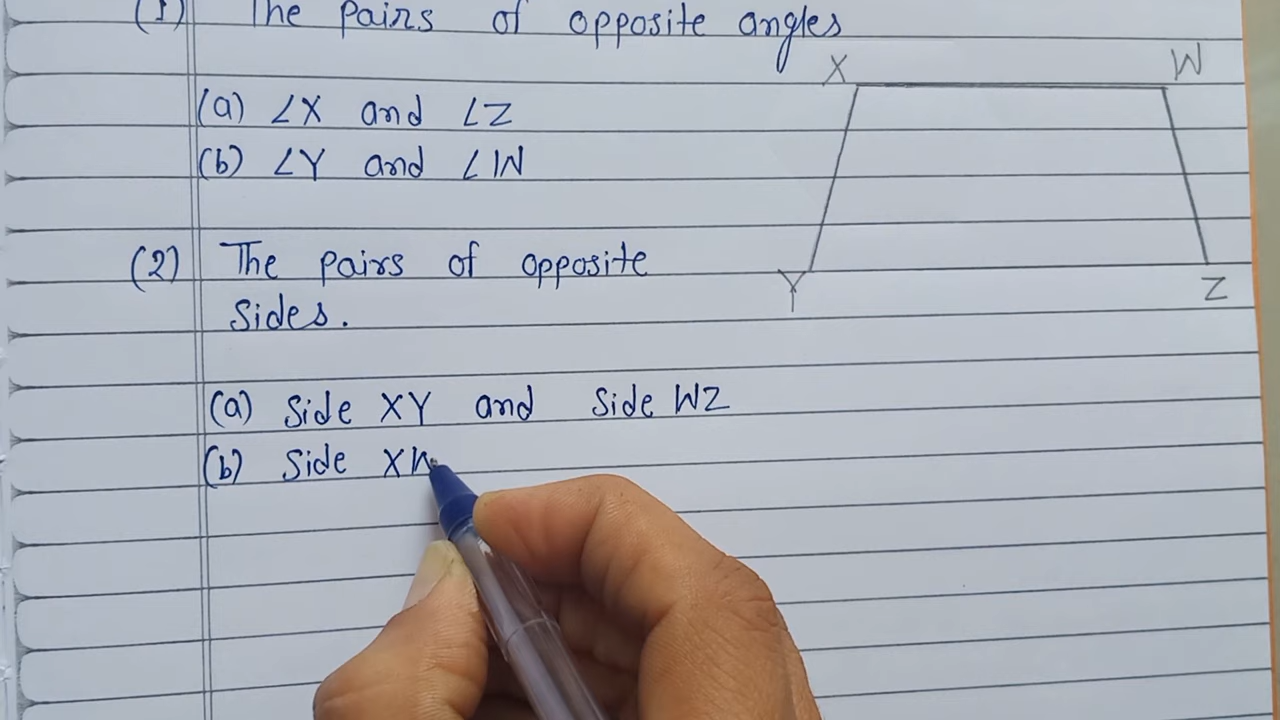 (1) The pairs of opposite angles
X W
(a) ∠X and ∠Z
(b) ∠Y and ∠W
(2) The pairs of opposite
Y Z
sides.
(a) side XY and side WZ
(b) side XW